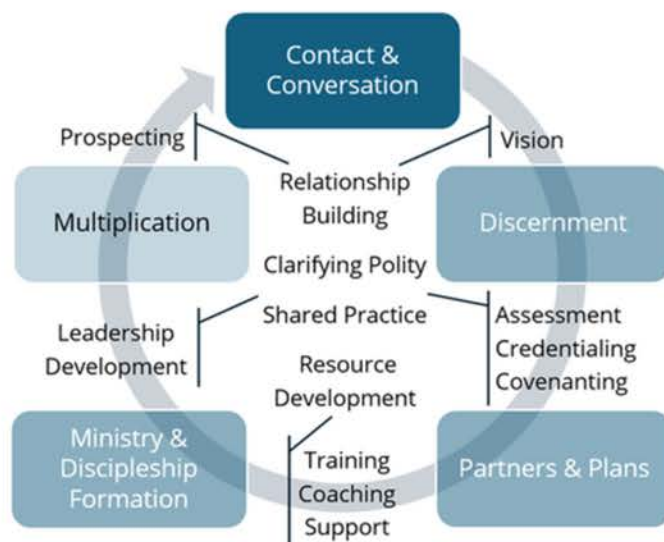 Contact &
Conversation
Prospecting
Vision
Relationship
Building
Multiplication
Discernment
Clarifying Polity
Shared Practice
Leadership
Development
Assessment
Credentialing
Covenanting
Resource
Development
Ministry &
Discipleship
Formation
Training
Coaching
Support
Partners & Plans